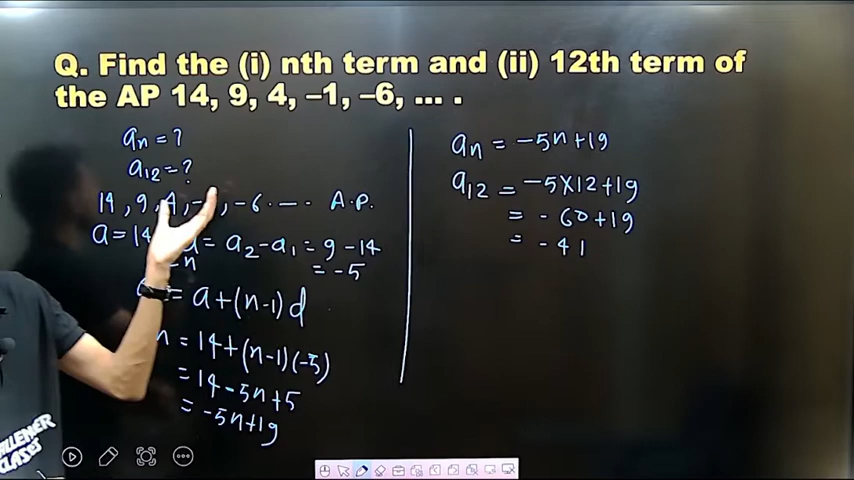 Q. Find the (i) nth term and (ii) 12th term of
the AP 14, 9, 4, –1, –6, ... .
an = ?
a12 = ?
14, 9, 4, -6 .... A.P.
a = 14 = a2 - a1 = 9 - 14
= -5
n
= a + (n-1) d
n = 14 + (n-1)(-5)
= 14 - 5n + 5
= -5n + 19
an = -5n + 19
a12 = -5×12 + 19
= - 60 + 19
= - 41
CLASSES